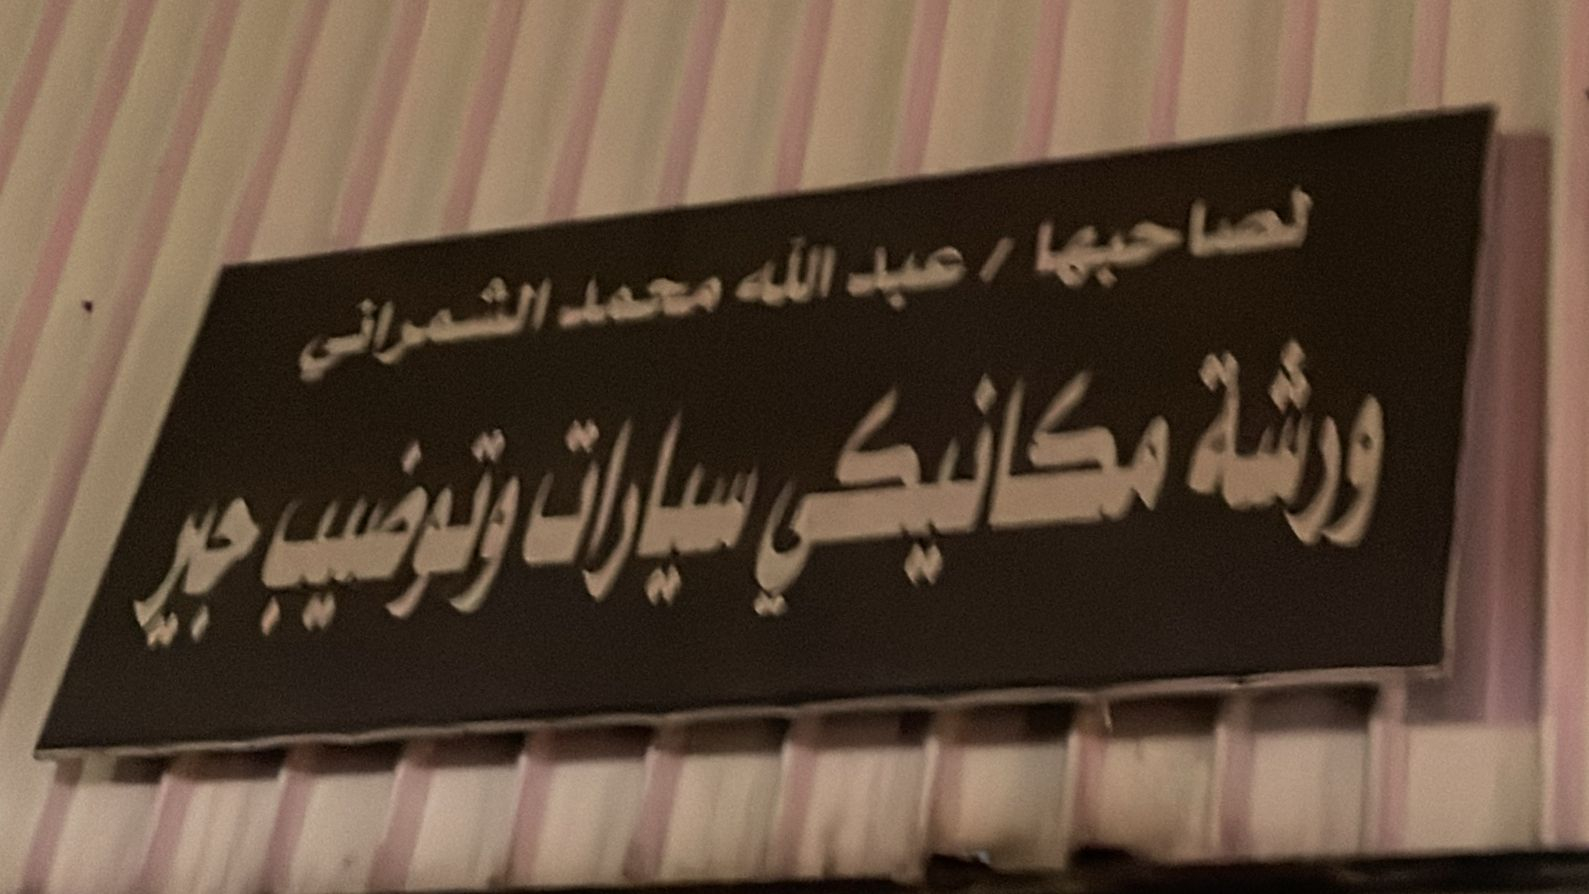 لصاحبها / عبد الله محمد الشمراني
ورشة مكانيكي سيارات وتوضيب جير